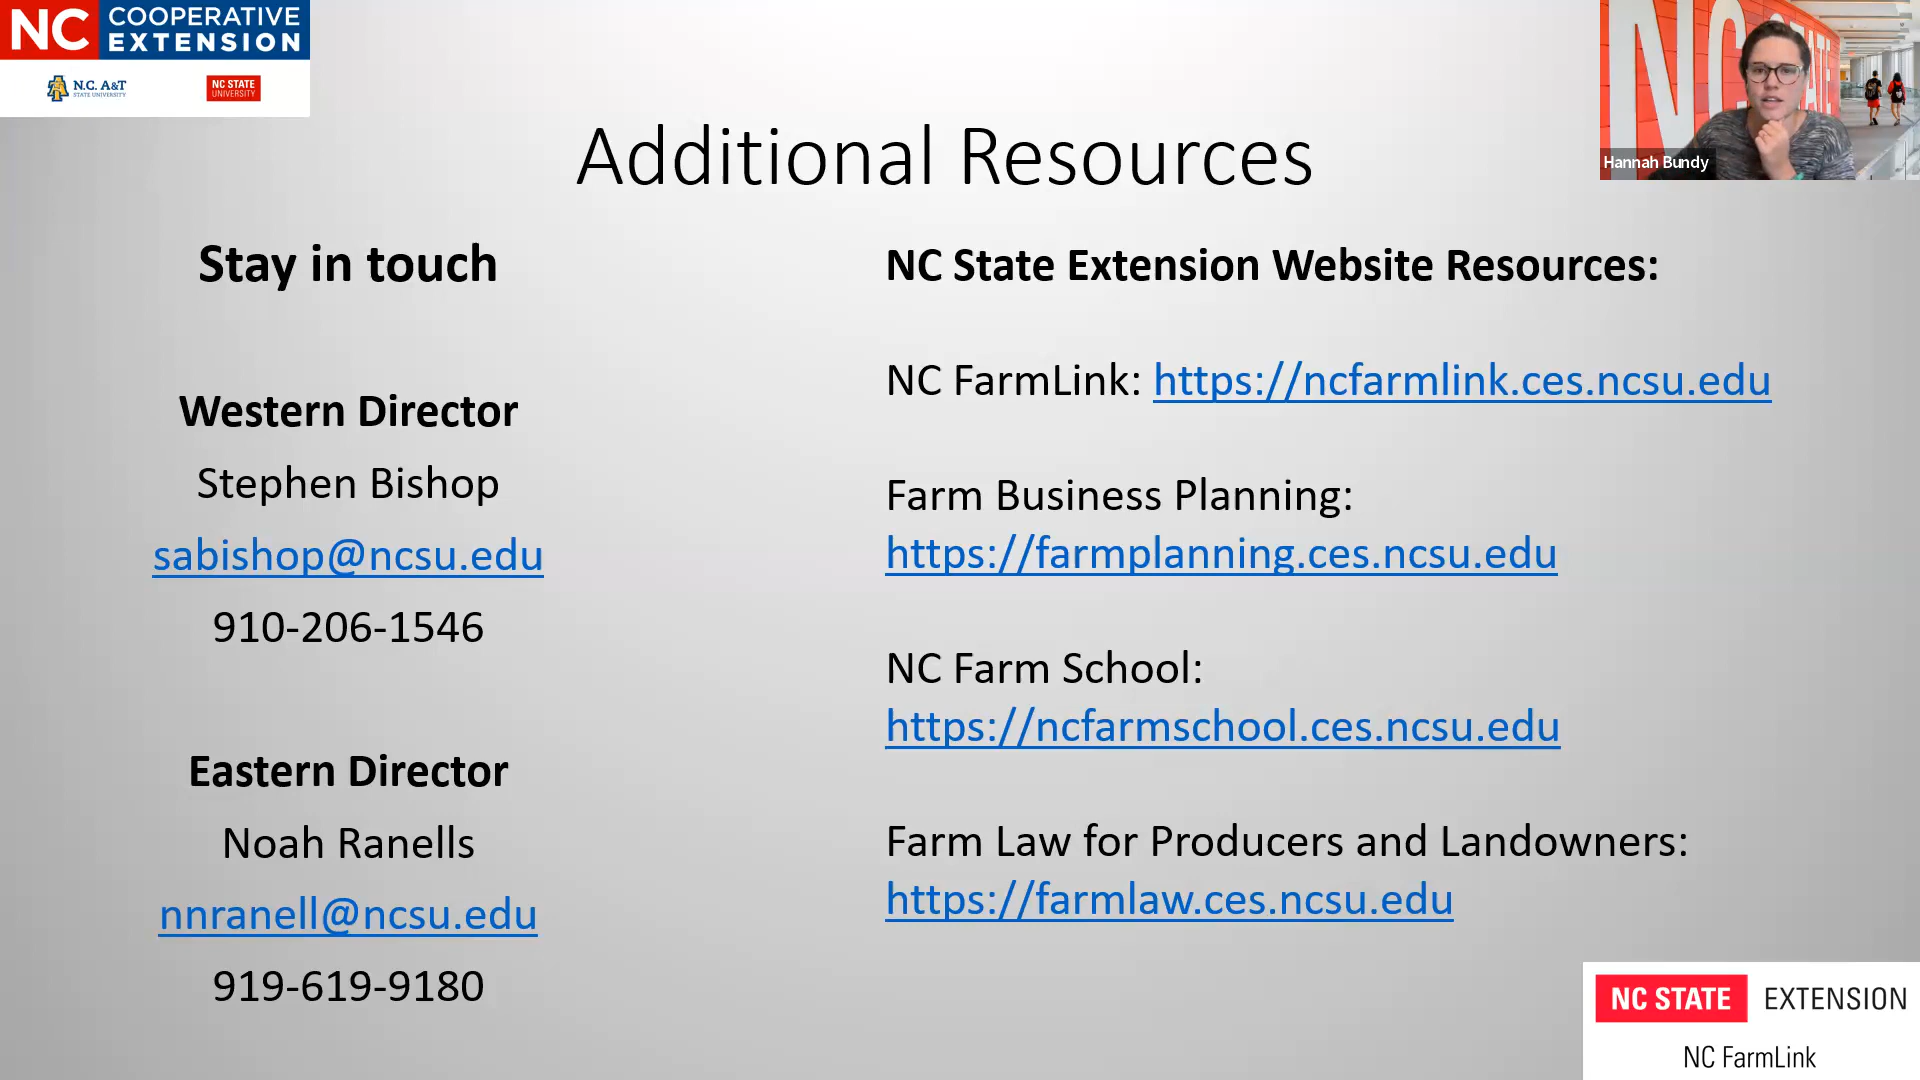 NC COOPERATIVE
EXTENSION
N.C. A&T
STATE UNIVERSITY
NC STATE
UNIVERSITY
NC STATE
Hannah Bundy
Additional Resources
Stay in touch
Western Director
Stephen Bishop
sabishop@ncsu.edu
910-206-1546
Eastern Director
Noah Ranells
nnranell@ncsu.edu
919-619-9180
NC State Extension Website Resources:
NC FarmLink: https://ncfarmlink.ces.ncsu.edu
Farm Business Planning:
https://farmplanning.ces.ncsu.edu
NC Farm School:
https://ncfarmschool.ces.ncsu.edu
Farm Law for Producers and Landowners:
https://farmlaw.ces.ncsu.edu
NC STATE EXTENSION
NC FarmLink